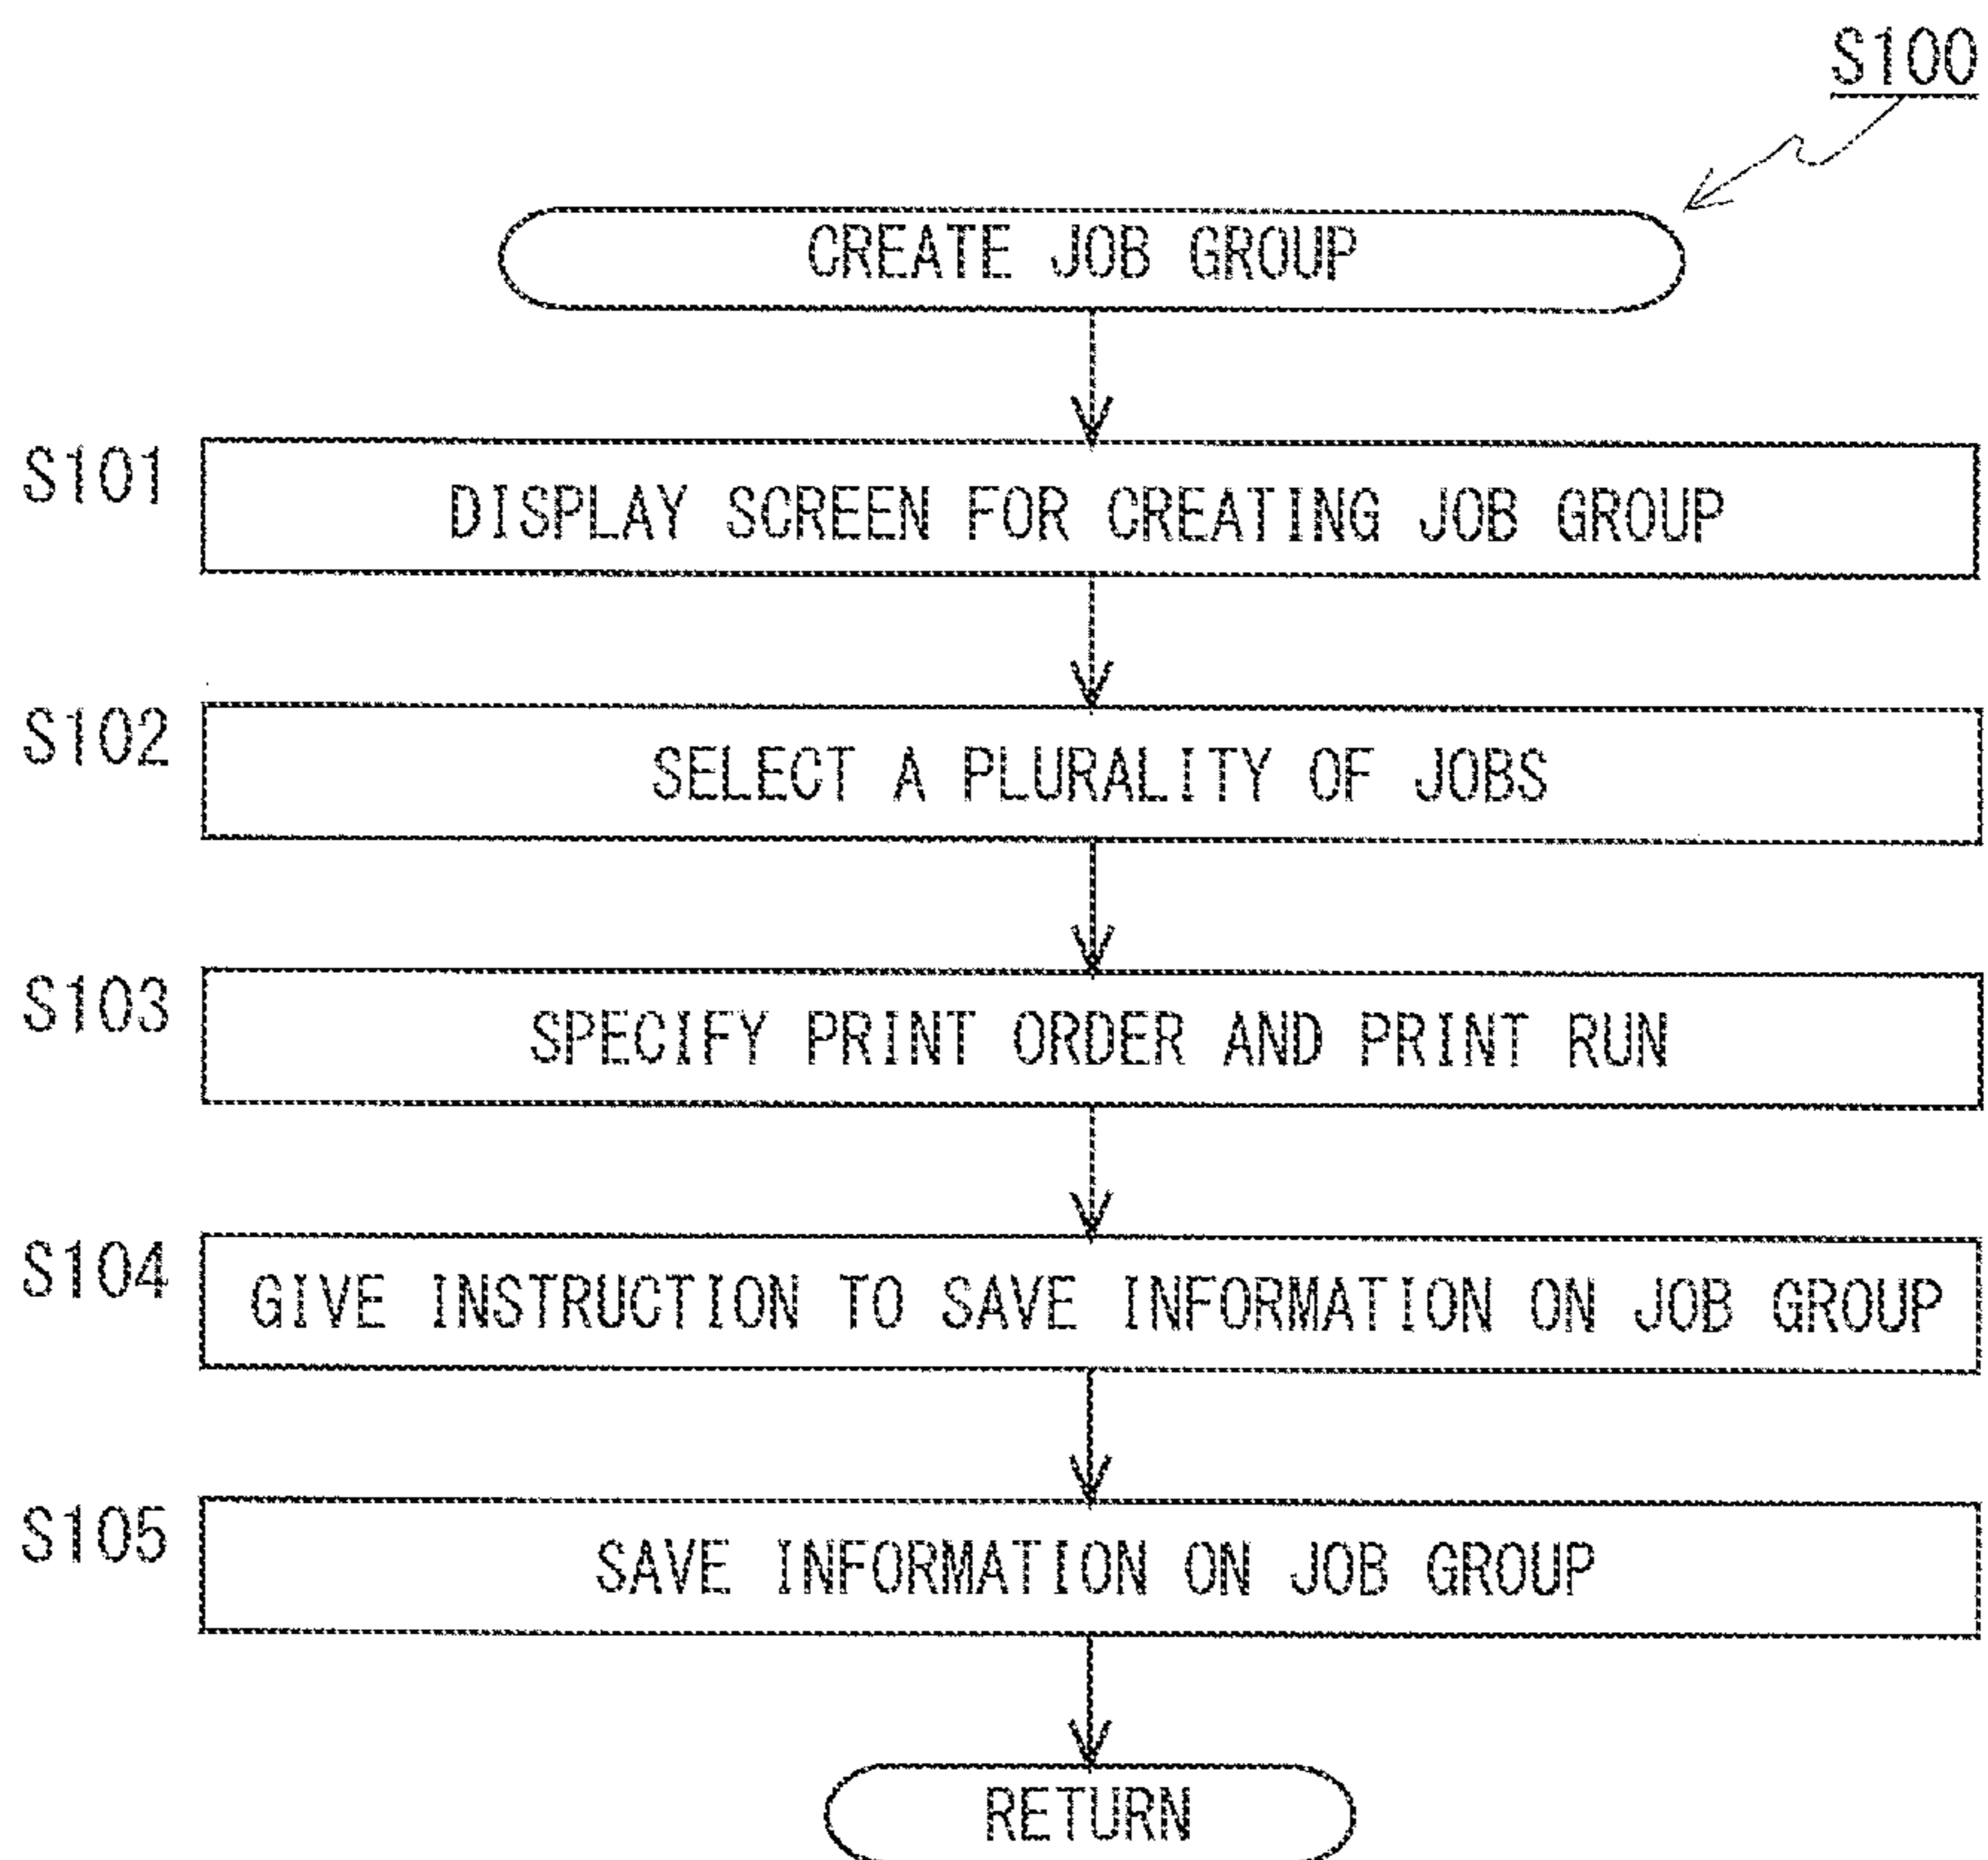 S100
CREATE JOB GROUP
S101
DISPLAY SCREEN FOR CREATING JOB GROUP
S102
SELECT A PLURALITY OF JOBS
S103
SPECIFY PRINT ORDER AND PRINT RUN
S104
GIVE INSTRUCTION TO SAVE INFORMATION ON JOB GROUP
S105
SAVE INFORMATION ON JOB GROUP
RETURN